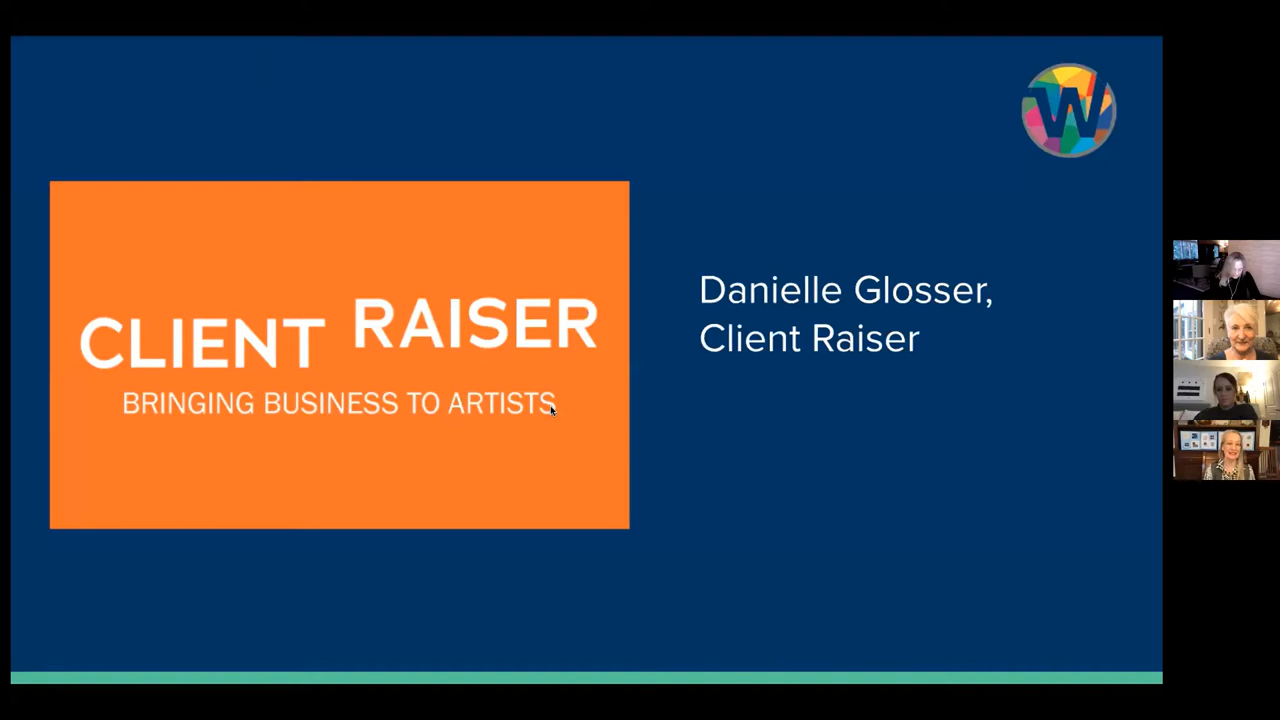 W
CLIENT RAISER
BRINGING BUSINESS TO ARTISTS
Danielle Glosser,
Client Raiser